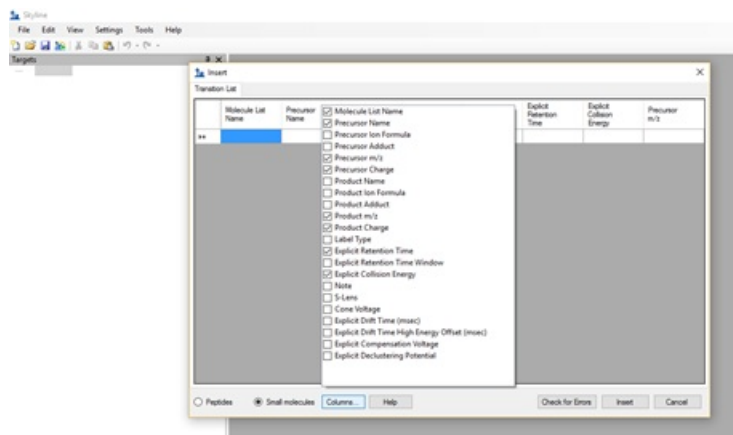 Skyline
File Edit View Settings Tools Help
Targets
Insert
Transition List
Molecule List Name
Precursor Name
Explicit Retention Time
Explicit Collision Energy
Precursor m/z
Molecule List Name
Precursor Name
Precursor Ion Formula
Precursor Adduct
Precursor m/z
Precursor Charge
Product Name
Product Ion Formula
Product Adduct
Product m/z
Product Charge
Label Type
Explicit Retention Time
Explicit Retention Time Window
Explicit Collision Energy
Note
S-Lens
Cone Voltage
Explicit Drift Time (msec)
Explicit Drift Time High Energy Offset (msec)
Explicit Compensation Voltage
Explicit Declustering Potential
Peptides Small molecules Columns... Help Check for Errors Insert Cancel